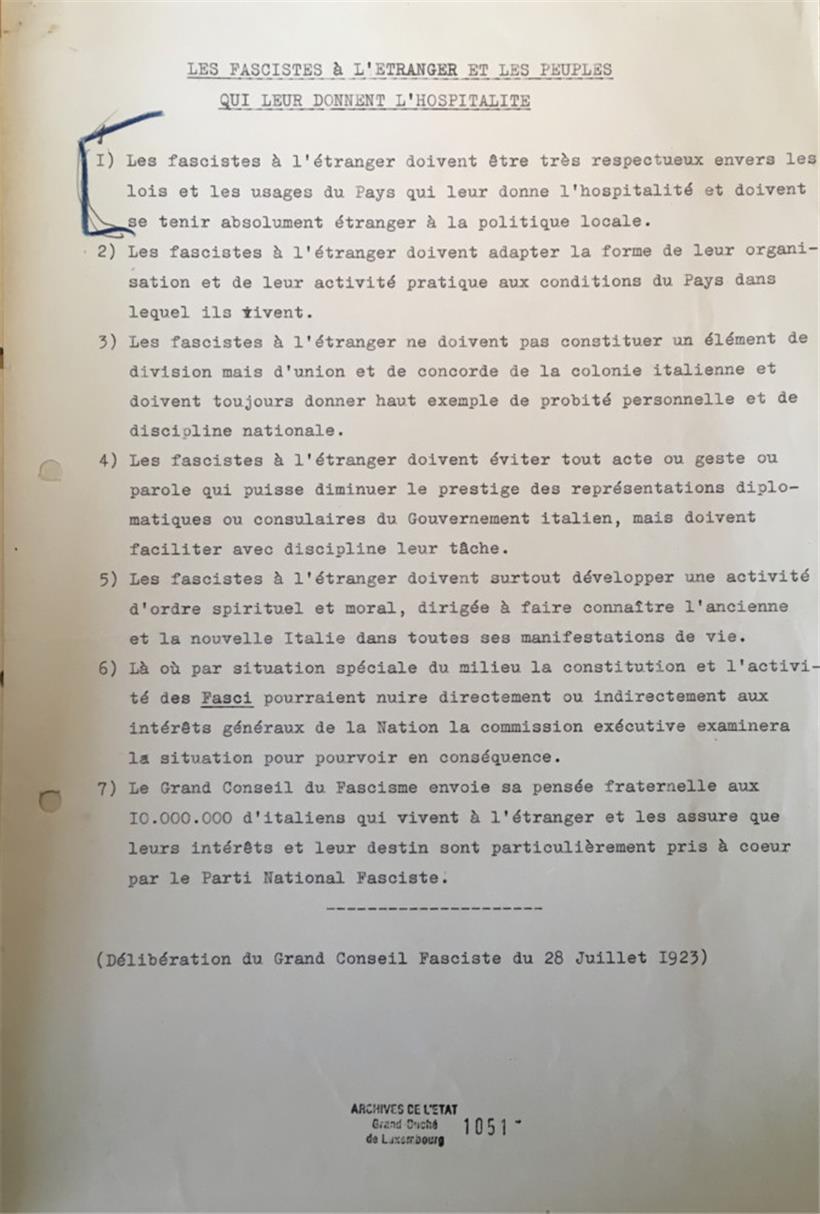 LES FASCISTES à L'ETRANGER ET LES PEUPLES
QUI LEUR DONNENT L'HOSPITALITE
I) Les fascistes à l'étranger doivent être très respectueux envers les
lois et les usages du Pays qui leur donne l'hospitalité et doivent
se tenir absolument étranger à la politique locale.
2) Les fascistes à l'étranger doivent adapter la forme de leur organi-
sation et de leur activité pratique aux conditions du Pays dans
lequel ils vivent.
3) Les fascistes à l'étranger ne doivent pas constituer un élément de
division mais d'union et de concorde de la colonie italienne et
doivent toujours donner haut exemple de probité personnelle et de
discipline nationale.
4) Les fascistes à l'étranger doivent éviter tout acte ou geste ou
parole qui puisse diminuer le prestige des représentations diplo-
matiques ou consulaires du Gouvernement italien, mais doivent
faciliter avec discipline leur tâche.
5) Les fascistes à l'étranger doivent surtout développer une activité
d'ordre spirituel et moral, dirigée à faire connaître l'ancienne
et la nouvelle Italie dans toutes ses manifestations de vie.
6) Là où par situation spéciale du milieu la constitution et l'activi-
té des Fasci pourraient nuire directement ou indirectement aux
intérêts généraux de la Nation la commission exécutive examinera
la situation pour pourvoir en conséquence.
7) Le Grand Conseil du Fascisme envoie sa pensée fraternelle aux
IO.000.000 d'italiens qui vivent à l'étranger et les assure que
leurs intérêts et leur destin sont particulièrement pris à coeur
par le Parti National Fasciste.
---------------------
(Délibération du Grand Conseil Fasciste du 28 Juillet I923)
ARCHIVES DE L'ETAT
Grand-Duché
de Luxembourg
1051-